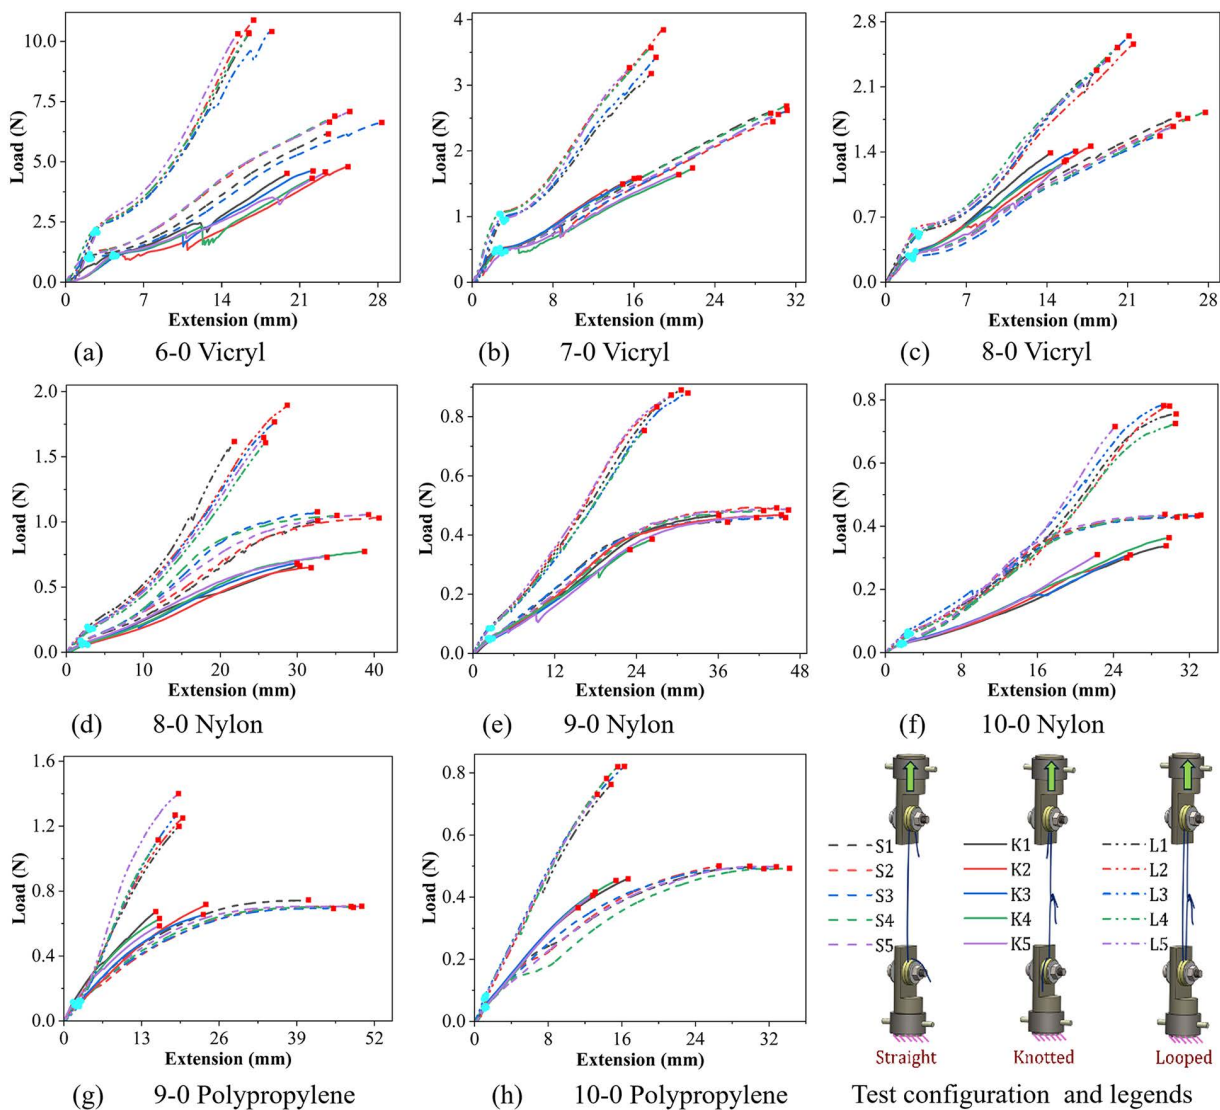 10.0
7.5
5.0
2.5
0.0
Load (N)
0 7 14 21 28
Extension (mm)
(a) 6-0 Vicryl
4
3
2
1
0
Load (N)
0 8 16 24 32
Extension (mm)
(b) 7-0 Vicryl
2.8
2.1
1.4
0.7
0.0
Load (N)
0 7 14 21 28
Extension (mm)
(c) 8-0 Vicryl
2.0
1.5
1.0
0.5
0.0
Load (N)
0 10 20 30 40
Extension (mm)
(d) 8-0 Nylon
0.8
0.6
0.4
0.2
0.0
Load (N)
0 12 24 36 48
Extension (mm)
(e) 9-0 Nylon
0.8
0.6
0.4
0.2
0.0
Load (N)
0 8 16 24 32
Extension (mm)
(f) 10-0 Nylon
1.6
1.2
0.8
0.4
0.0
Load (N)
0 13 26 39 52
Extension (mm)
(g) 9-0 Polypropylene
0.8
0.6
0.4
0.2
0.0
Load (N)
0 8 16 24 32
Extension (mm)
(h) 10-0 Polypropylene
S1 K1 L1
S2 K2 L2
S3 K3 L3
S4 K4 L4
S5 K5 L5
Straight Knotted Looped
Test configuration and legends